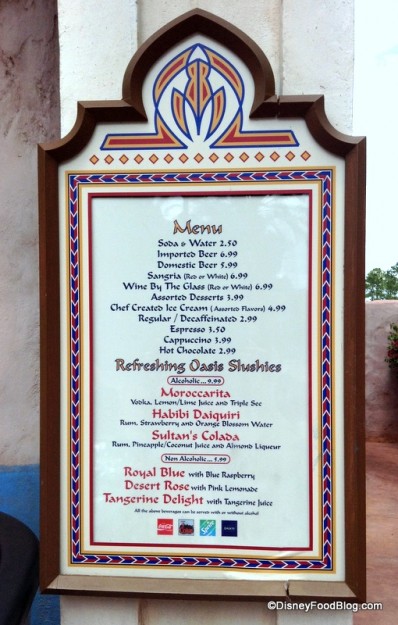 Menu
Soda & Water 2.50
Imported Beer 6.99
Domestic Beer 5.99
Sangria (Red or White) 6.99
Wine By The Glass (Red or White) 6.99
Assorted Desserts 3.99
Chef Created Ice Cream (Assorted Flavors) 4.99
Regular / Decaffeinated 2.99
Espresso 3.50
Cappuccino 3.99
Hot Chocolate 2.99
Refreshing Oasis Slushies
Alcoholic... 9.99
Moroccarita
Vodka, Lemon/Lime Juice and Triple Sec
Habibi Daiquiri
Rum, Strawberry and Orange Blossom Water
Sultan's Colada
Rum, Pineapple/Coconut Juice and Almond Liqueur
Non Alcoholic... 5.99
Royal Blue with Blue Raspberry
Desert Rose with Pink Lemonade
Tangerine Delight with Tangerine Juice
All the above beverages can be served with or without alcohol
Coca-Cola
©DisneyFoodBlog.com